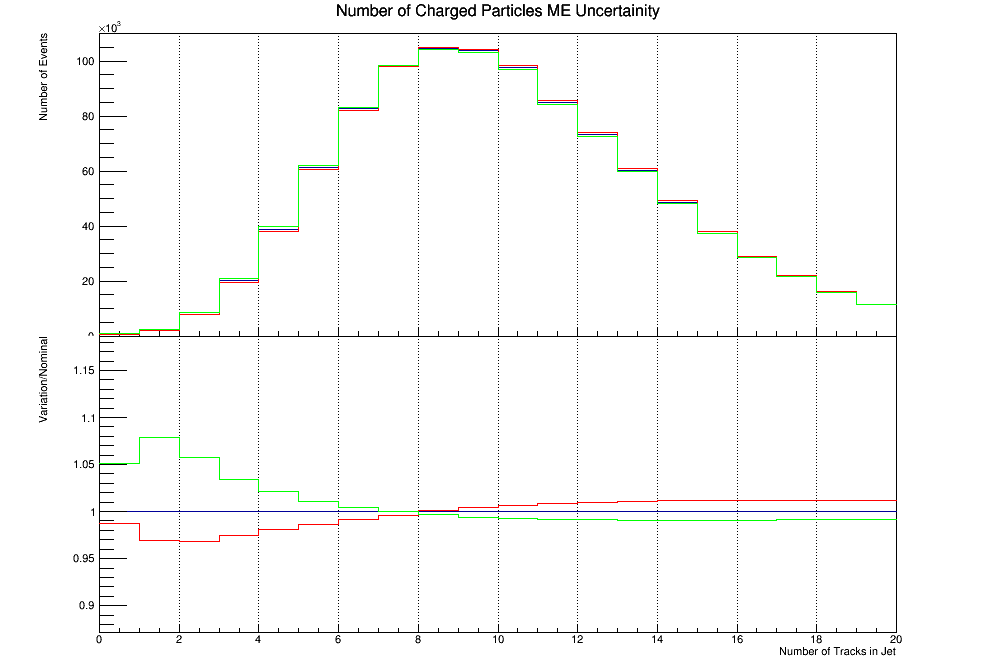 Number of Charged Particles ME Uncertainity
×10³
Number of Events
100
80
60
40
20
0
Variation/Nominal
1.15
1.1
1.05
1
0.95
0.9
0 2 4 6 8 10 12 14 16 18 20
Number of Tracks in Jet